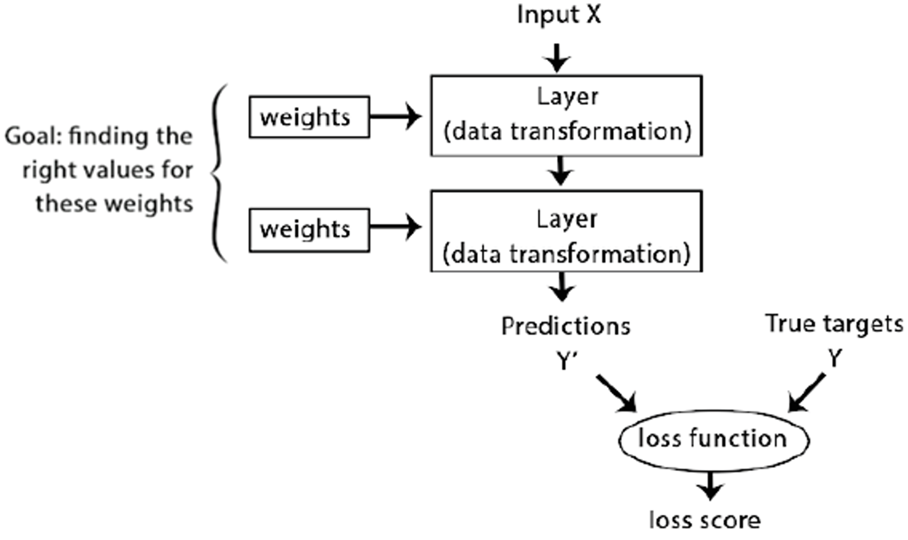 Input X
Layer
(data transformation)
weights
Goal: finding the
right values for
these weights
weights
Layer
(data transformation)
Predictions
Y'
True targets
Y
loss function
loss score